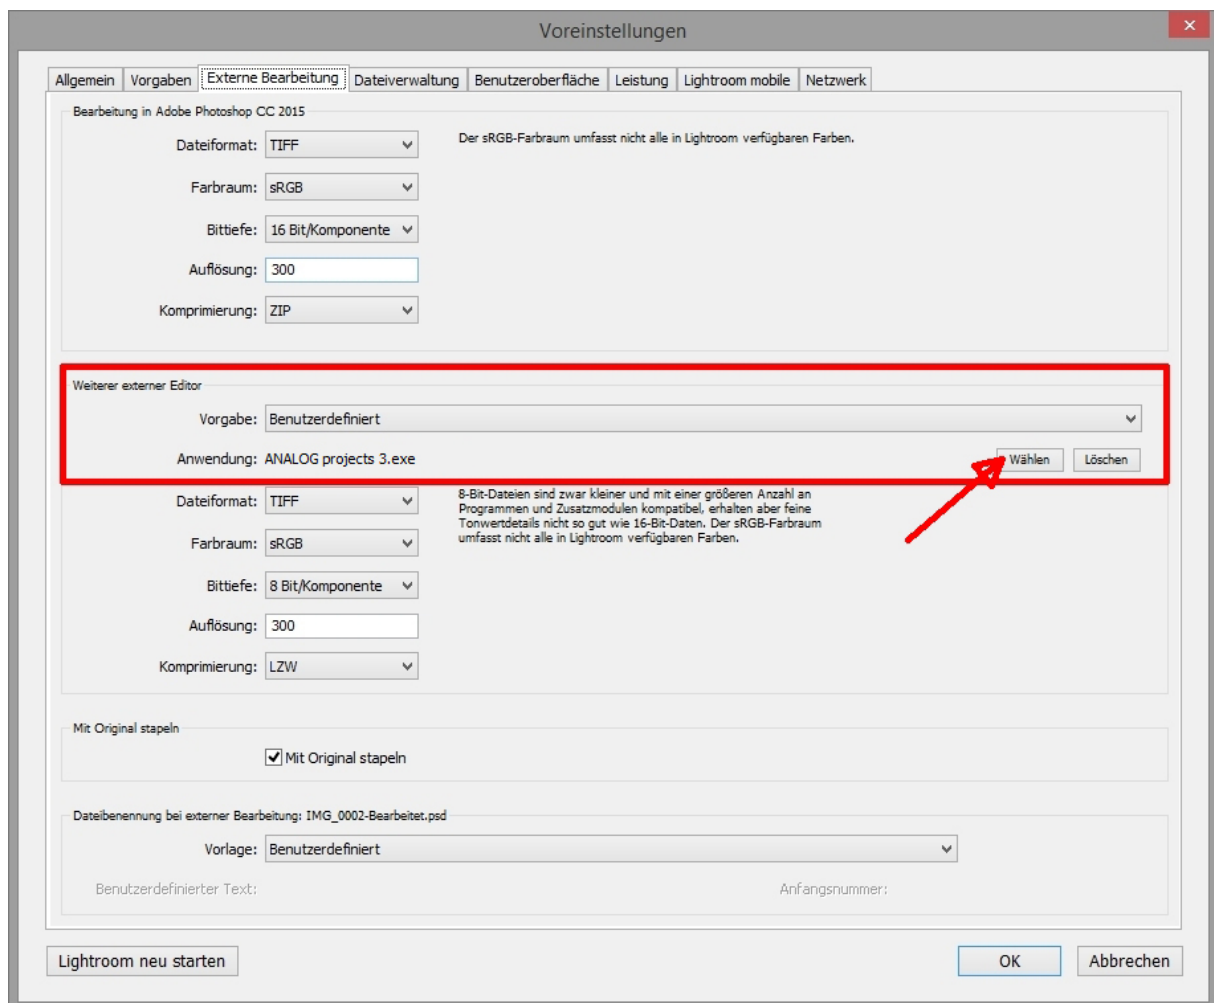 Voreinstellungen
Allgemein Vorgaben Externe Bearbeitung Dateiverwaltung Benutzeroberfläche Leistung Lightroom mobile Netzwerk
Bearbeitung in Adobe Photoshop CC 2015
Dateiformat: TIFF
Der sRGB-Farbraum umfasst nicht alle in Lightroom verfügbaren Farben.
Farbraum: sRGB
Bittiefe: 16 Bit/Komponente
Auflösung: 300
Komprimierung: ZIP
Weiterer externer Editor
Vorgabe: Benutzerdefiniert
Anwendung: ANALOG projects 3.exe Wählen Löschen
Dateiformat: TIFF
8-Bit-Dateien sind zwar kleiner und mit einer größeren Anzahl an
Programmen und Zusatzmodulen kompatibel, erhalten aber feine
Tonwertdetails nicht so gut wie 16-Bit-Daten. Der sRGB-Farbraum
umfasst nicht alle in Lightroom verfügbaren Farben.
Farbraum: sRGB
Bittiefe: 8 Bit/Komponente
Auflösung: 300
Komprimierung: LZW
Mit Original stapeln
Mit Original stapeln
Dateibenennung bei externer Bearbeitung: IMG_0002-Bearbeitet.psd
Vorlage: Benutzerdefiniert
Benutzerdefinierter Text: Anfangsnummer:
Lightroom neu starten OK Abbrechen